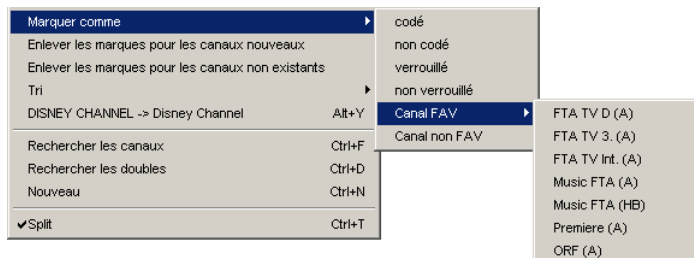 Marquer comme
Enlever les marques pour les canaux nouveaux
Enlever les marques pour les canaux non existants
Tri
DISNEY CHANNEL -> Disney Channel Alt+Y
Rechercher les canaux Ctrl+F
Rechercher les doubles Ctrl+D
Nouveau Ctrl+N
Split Ctrl+T
codé
non codé
verrouillé
non verrouillé
Canal FAV
Canal non FAV
FTA TV D (A)
FTA TV 3. (A)
FTA TV Int. (A)
Music FTA (A)
Music FTA (HB)
Premiere (A)
ORF (A)